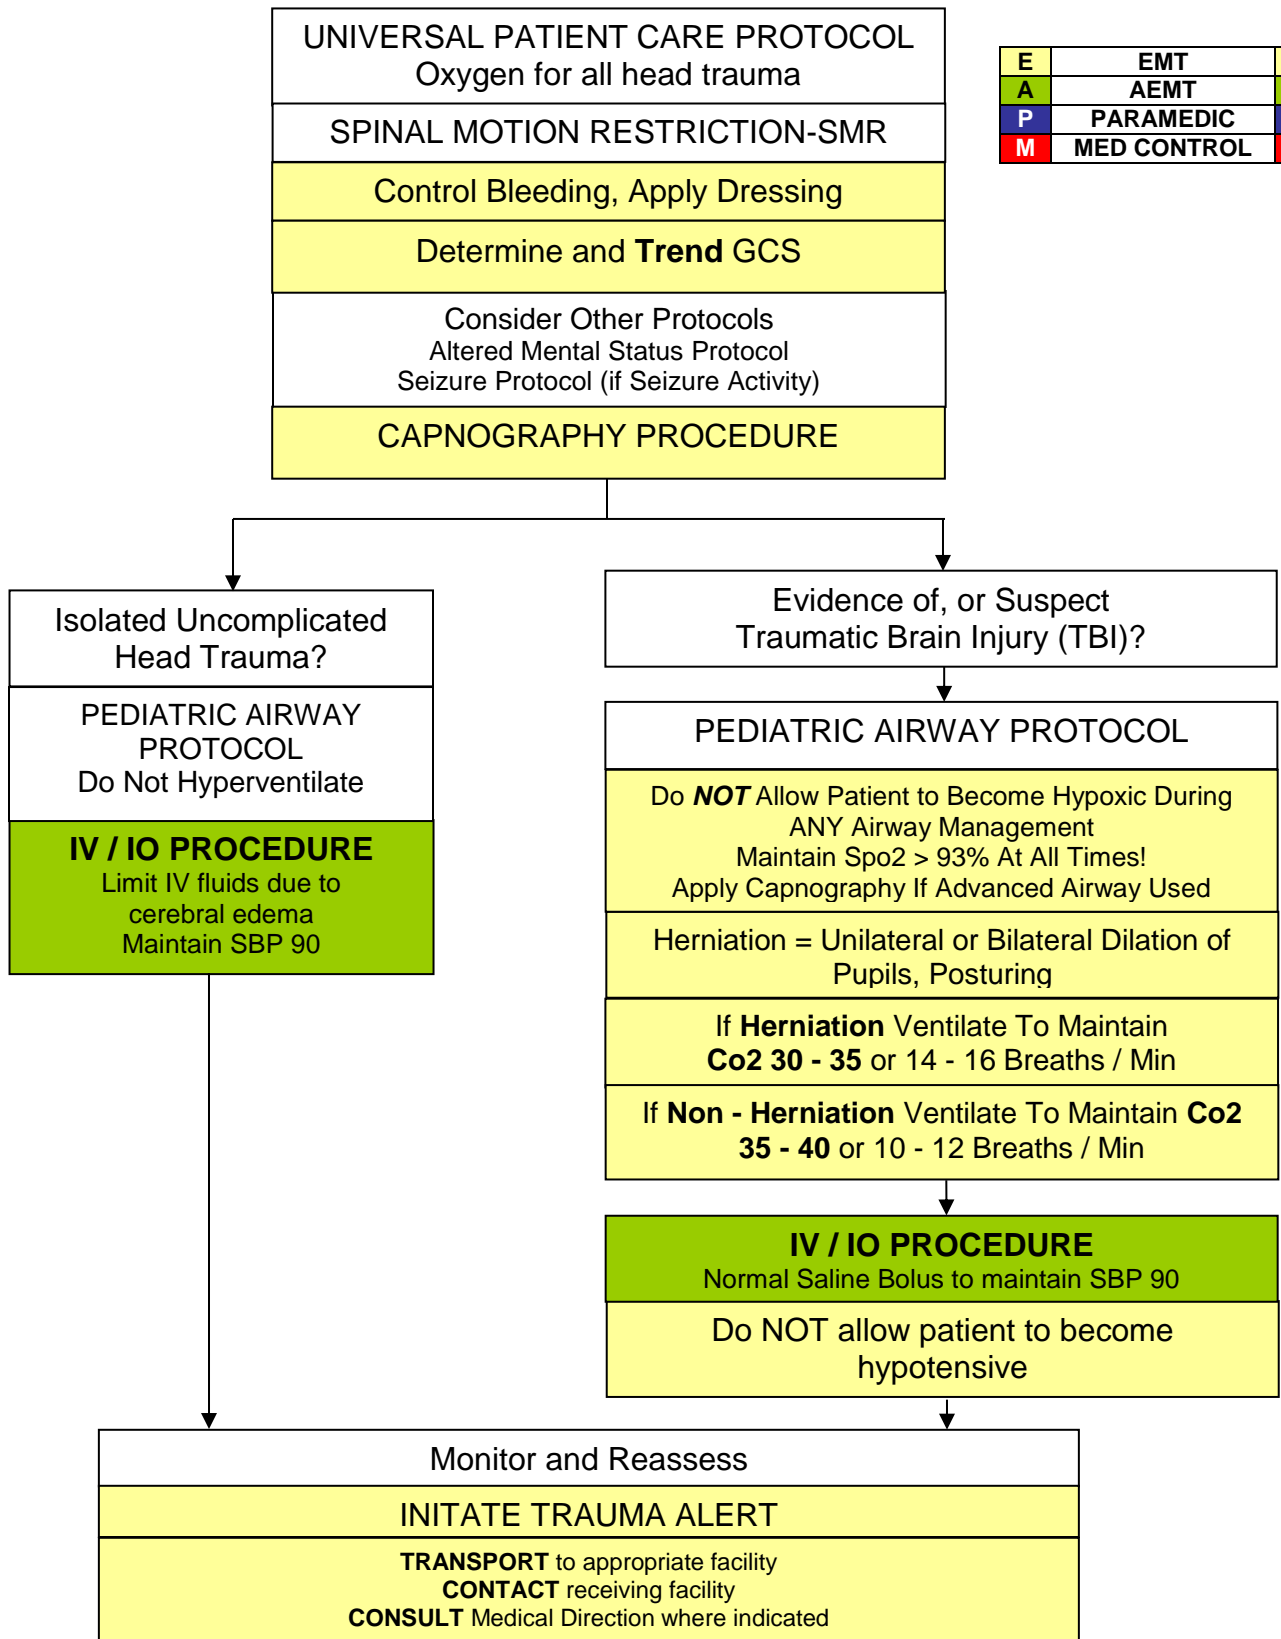 UNIVERSAL PATIENT CARE PROTOCOL
Oxygen for all head trauma
E EMT
A AEMT
P PARAMEDIC
M MED CONTROL
SPINAL MOTION RESTRICTION-SMR
Control Bleeding, Apply Dressing
Determine and Trend GCS
Consider Other Protocols
Altered Mental Status Protocol
Seizure Protocol (if Seizure Activity)
CAPNOGRAPHY PROCEDURE
Isolated Uncomplicated
Head Trauma?
PEDIATRIC AIRWAY
PROTOCOL
Do Not Hyperventilate
IV / IO PROCEDURE
Limit IV fluids due to
cerebral edema
Maintain SBP 90
Evidence of, or Suspect
Traumatic Brain Injury (TBI)?
PEDIATRIC AIRWAY PROTOCOL
Do NOT Allow Patient to Become Hypoxic During
ANY Airway Management
Maintain Spo2 > 93% At All Times!
Apply Capnography If Advanced Airway Used
Herniation = Unilateral or Bilateral Dilation of
Pupils, Posturing
If Herniation Ventilate To Maintain
Co2 30 - 35 or 14 - 16 Breaths / Min
If Non - Herniation Ventilate To Maintain Co2
35 - 40 or 10 - 12 Breaths / Min
IV / IO PROCEDURE
Normal Saline Bolus to maintain SBP 90
Do NOT allow patient to become
hypotensive
Monitor and Reassess
INITATE TRAUMA ALERT
TRANSPORT to appropriate facility
CONTACT receiving facility
CONSULT Medical Direction where indicated